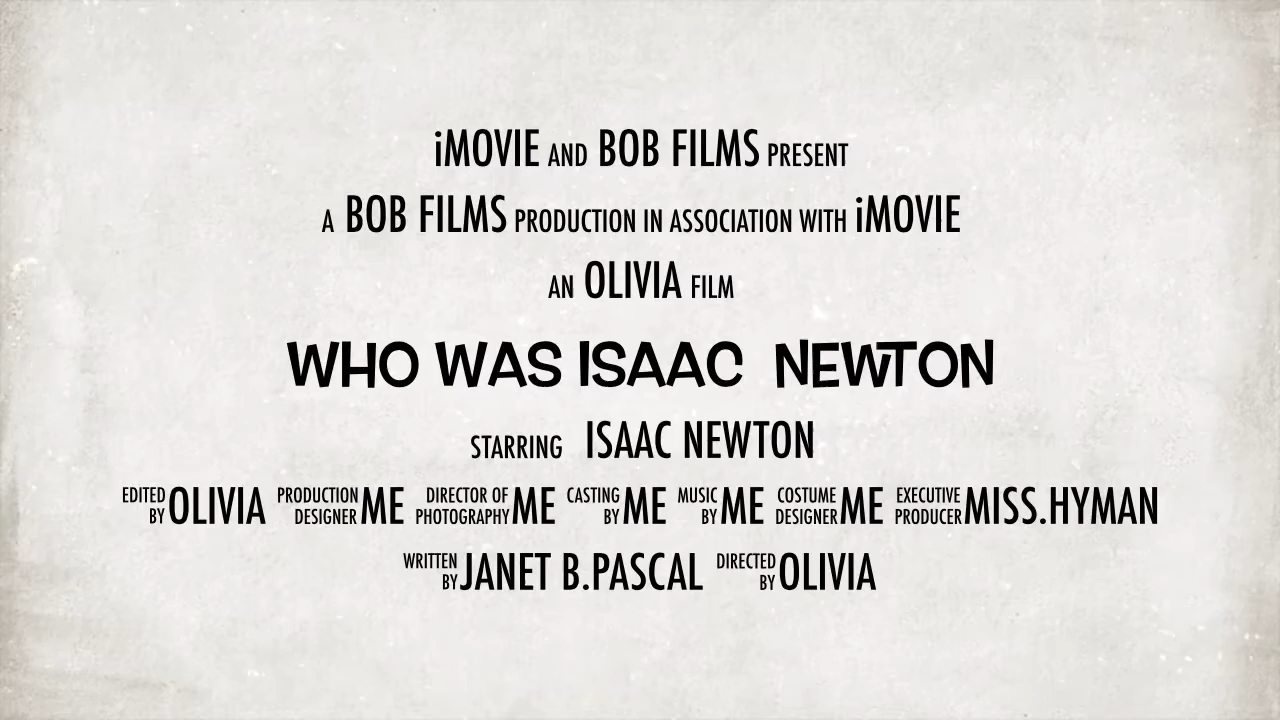 iMOVIE AND BOB FILMS PRESENT
A BOB FILMS PRODUCTION IN ASSOCIATION WITH iMOVIE
AN OLIVIA FILM
WHO WAS ISAAC NEWTON
STARRING ISAAC NEWTON
EDITED BY OLIVIA PRODUCTION DESIGNER ME DIRECTOR OF PHOTOGRAPHY ME CASTING BY ME MUSIC BY ME COSTUME DESIGNER ME EXECUTIVE PRODUCER MISS.HYMAN
WRITTEN BY JANET B.PASCAL DIRECTED BY OLIVIA